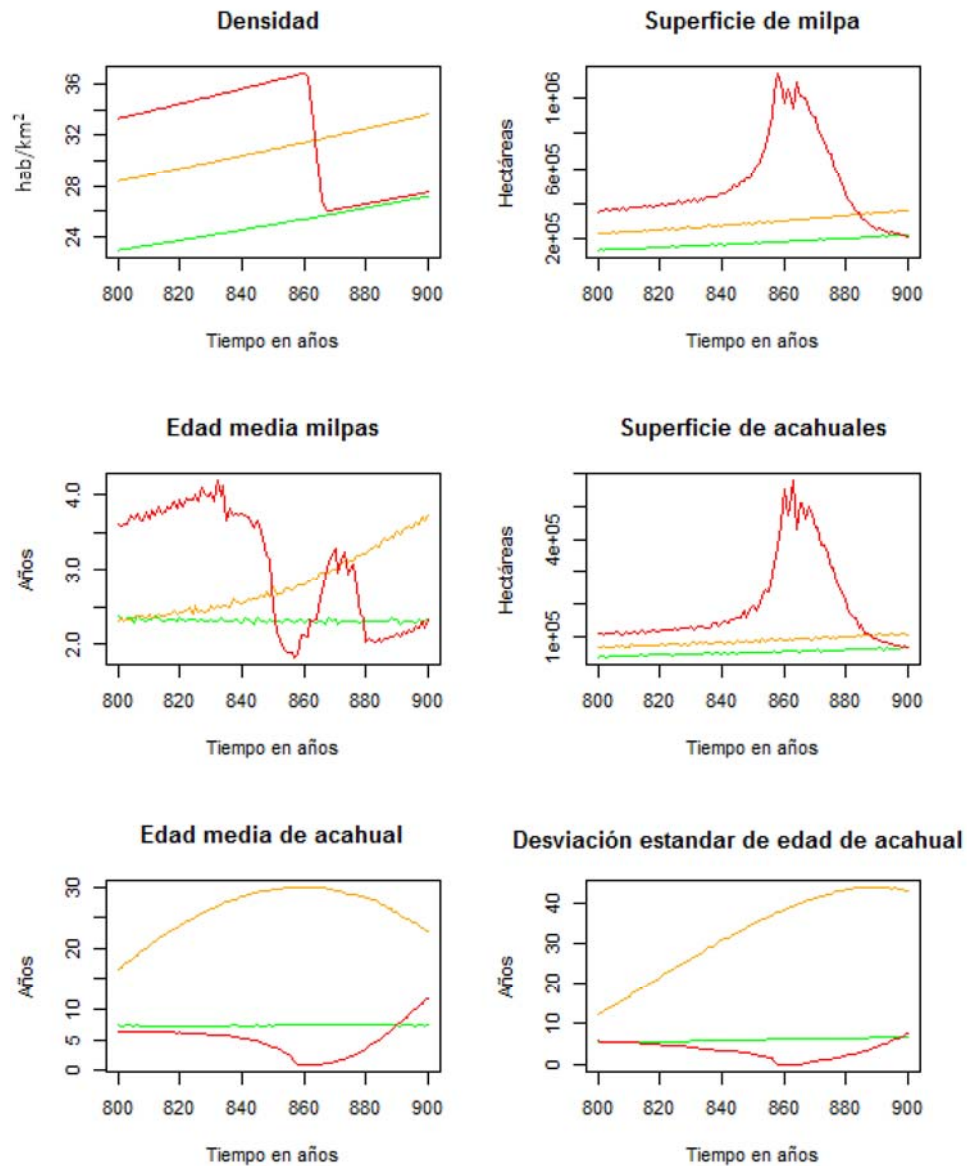 Densidad
hab/km²
36
32
28
24
800 820 840 860 880 900
Tiempo en años
Superficie de milpa
Hectáreas
1e+06
6e+05
2e+05
800 820 840 860 880 900
Tiempo en años
Edad media milpas
Años
4.0
3.0
2.0
800 820 840 860 880 900
Tiempo en años
Superficie de acahuales
Hectáreas
4e+05
1e+05
800 820 840 860 880 900
Tiempo en años
Edad media de acahual
Años
30
20
10
5
0
800 820 840 860 880 900
Tiempo en años
Desviación estandar de edad de acahual
Años
40
30
20
10
0
800 820 840 860 880 900
Tiempo en años